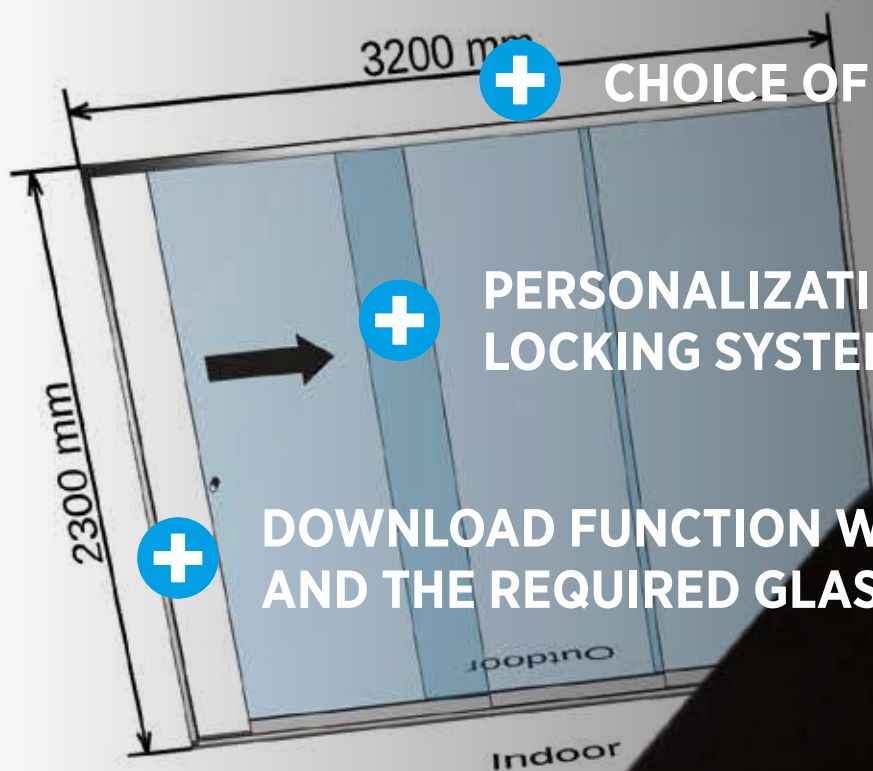 3200 mm
CHOICE OF
PERSONALIZATI
LOCKING SYSTE
2300 mm
DOWNLOAD FUNCTION W
AND THE REQUIRED GLAS
Outdoor
Indoor